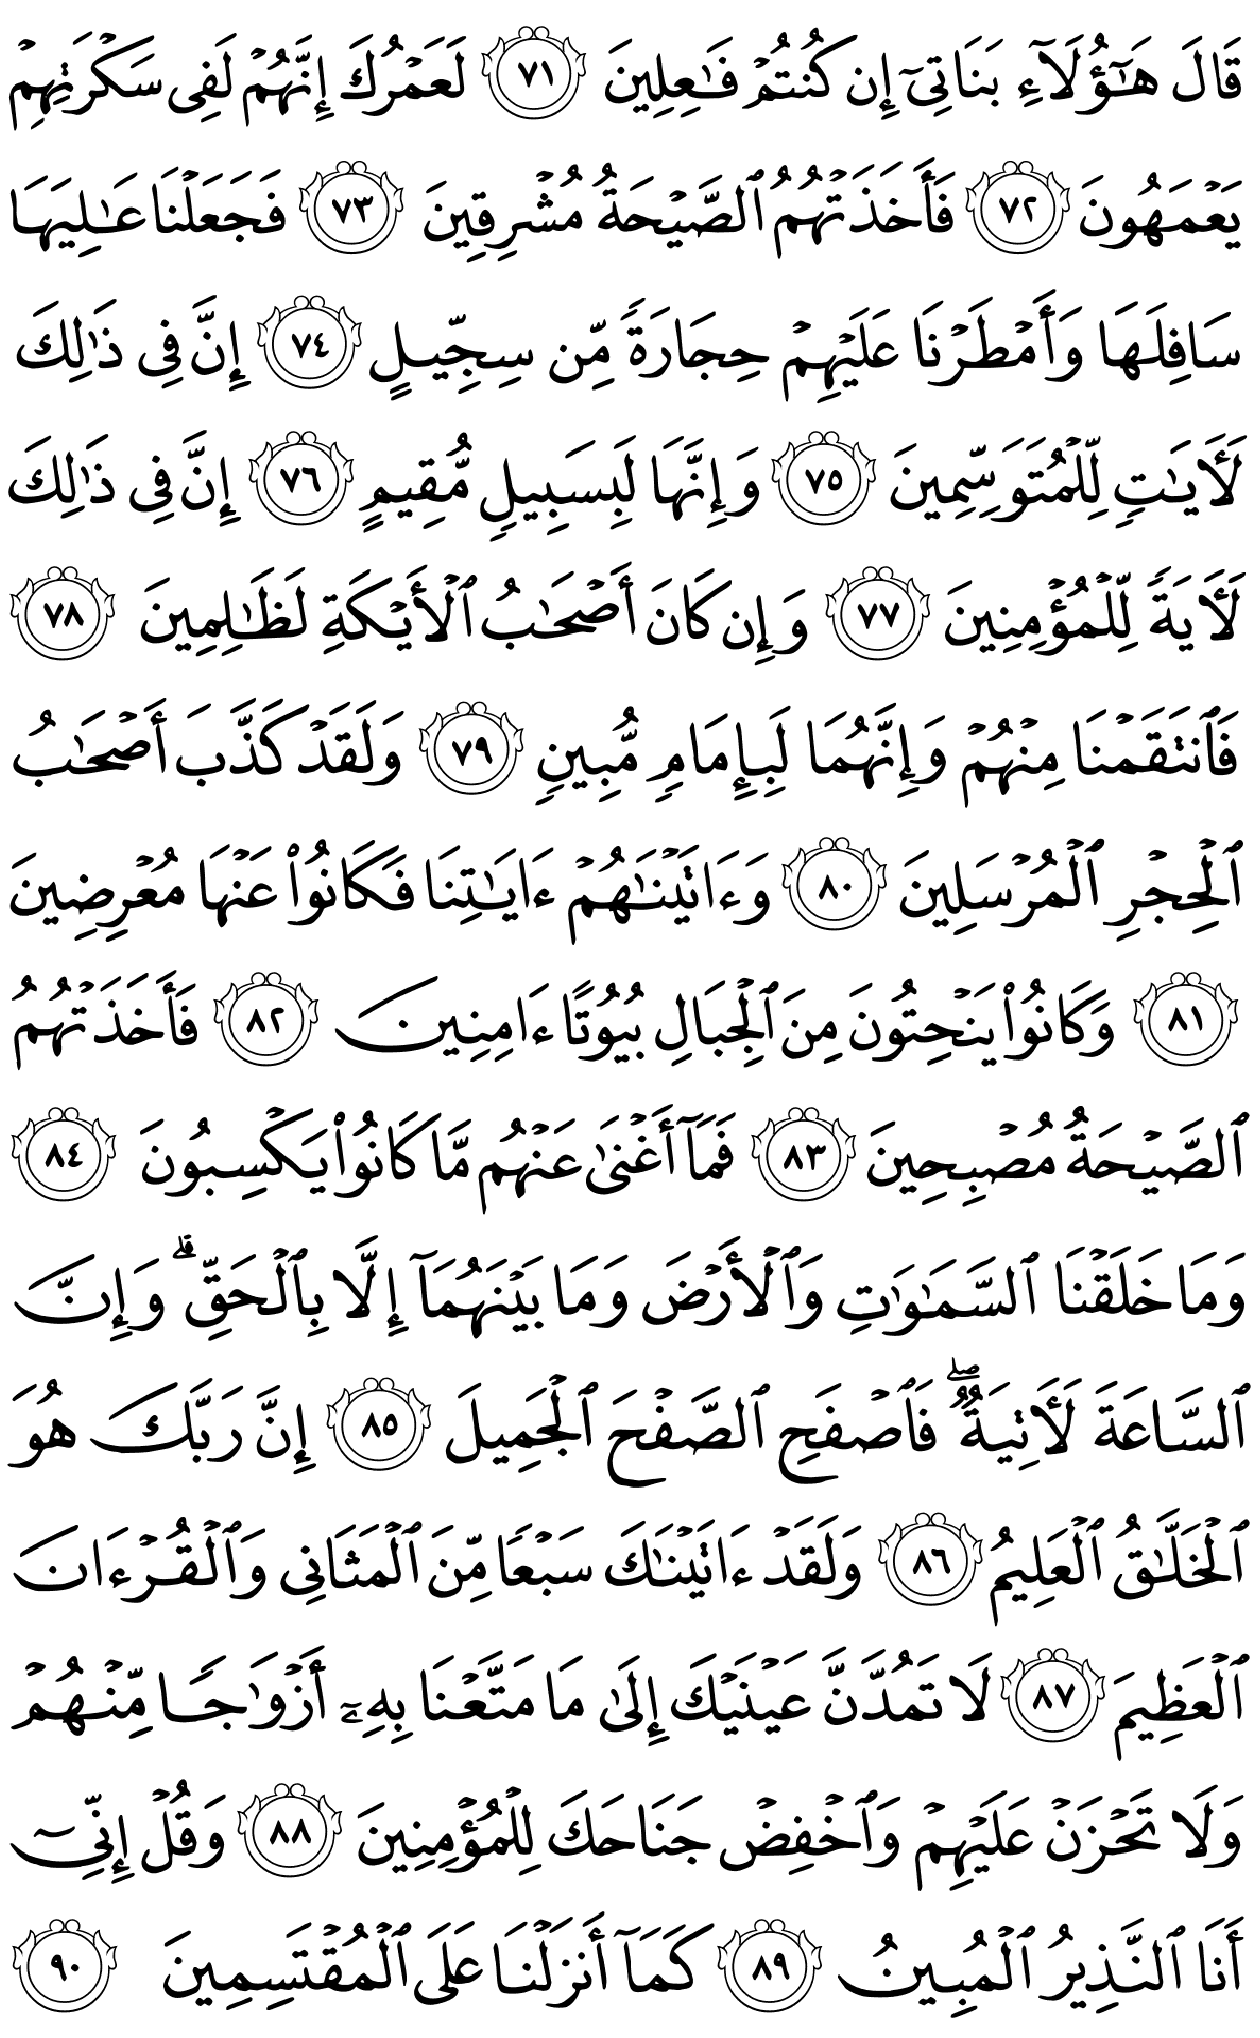 قَالَ هَـٰٓؤُلَآءِ بَنَاتِىٓ إِن كُنتُمْ فَـٰعِلِينَ ٧١ لَعَمْرُكَ إِنَّهُمْ لَفِى سَكْرَتِهِمْ
يَعْمَهُونَ ٧٢ فَأَخَذَتْهُمُ ٱلصَّيْحَةُ مُشْرِقِينَ ٧٣ فَجَعَلْنَا عَـٰلِيَهَا
سَافِلَهَا وَأَمْطَرْنَا عَلَيْهِمْ حِجَارَةً مِّن سِجِّيلٍ ٧٤ إِنَّ فِى ذَٰلِكَ
لَـَٔايَـٰتٍ لِّلْمُتَوَسِّمِينَ ٧٥ وَإِنَّهَا لَبِسَبِيلٍ مُّقِيمٍ ٧٦ إِنَّ فِى ذَٰلِكَ
لَـَٔايَةً لِّلْمُؤْمِنِينَ ٧٧ وَإِن كَانَ أَصْحَـٰبُ ٱلْأَيْكَةِ لَظَـٰلِمِينَ ٧٨
فَٱنتَقَمْنَا مِنْهُمْ وَإِنَّهُمَا لَبِإِمَامٍ مُّبِينٍ ٧٩ وَلَقَدْ كَذَّبَ أَصْحَـٰبُ
ٱلْحِجْرِ ٱلْمُرْسَلِينَ ٨٠ وَءَاتَيْنَـٰهُمْ ءَايَـٰتِنَا فَكَانُوا۟ عَنْهَا مُعْرِضِينَ
٨١ وَكَانُوا۟ يَنْحِتُونَ مِنَ ٱلْجِبَالِ بُيُوتًا ءَامِنِينَ ٨٢ فَأَخَذَتْهُمُ
ٱلصَّيْحَةُ مُصْبِحِينَ ٨٣ فَمَآ أَغْنَىٰ عَنْهُم مَّا كَانُوا۟ يَكْسِبُونَ ٨٤
وَمَا خَلَقْنَا ٱلسَّمَـٰوَٰتِ وَٱلْأَرْضَ وَمَا بَيْنَهُمَآ إِلَّا بِٱلْحَقِّ ۗ وَإِنَّ
ٱلسَّاعَةَ لَـَٔاتِيَةٌ ۖ فَٱصْفَحِ ٱلصَّفْحَ ٱلْجَمِيلَ ٨٥ إِنَّ رَبَّكَ هُوَ
ٱلْخَلَّـٰقُ ٱلْعَلِيمُ ٨٦ وَلَقَدْ ءَاتَيْنَـٰكَ سَبْعًا مِّنَ ٱلْمَثَانِى وَٱلْقُرْءَانَ
ٱلْعَظِيمَ ٨٧ لَا تَمُدَّنَّ عَيْنَيْكَ إِلَىٰ مَا مَتَّعْنَا بِهِۦٓ أَزْوَٰجًا مِّنْهُمْ
وَلَا تَحْزَنْ عَلَيْهِمْ وَٱخْفِضْ جَنَاحَكَ لِلْمُؤْمِنِينَ ٨٨ وَقُلْ إِنِّىٓ
أَنَا ٱلنَّذِيرُ ٱلْمُبِينُ ٨٩ كَمَآ أَنزَلْنَا عَلَى ٱلْمُقْتَسِمِينَ ٩٠